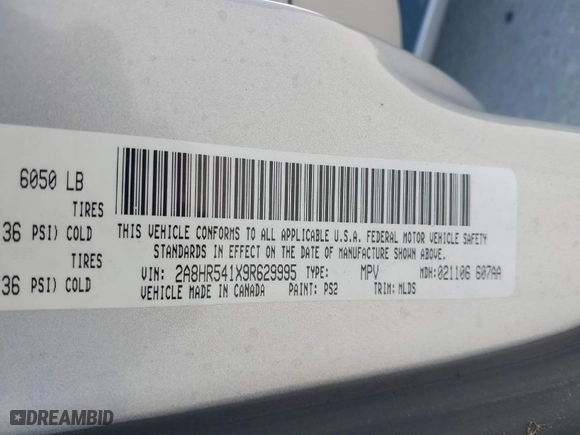 6050 LB
TIRES
36 PSI) COLD
TIRES
36 PSI) COLD
THIS VEHICLE CONFORMS TO ALL APPLICABLE U.S.A. FEDERAL MOTOR VEHICLE SAFETY
STANDARDS IN EFFECT ON THE DATE OF MANUFACTURE SHOWN ABOVE.
VIN: 2A8HR541X9R629995 TYPE: MPV MDH: 021106 607AA
VEHICLE MADE IN CANADA PAINT: PS2 TRIM: MLDS
DREAMBID